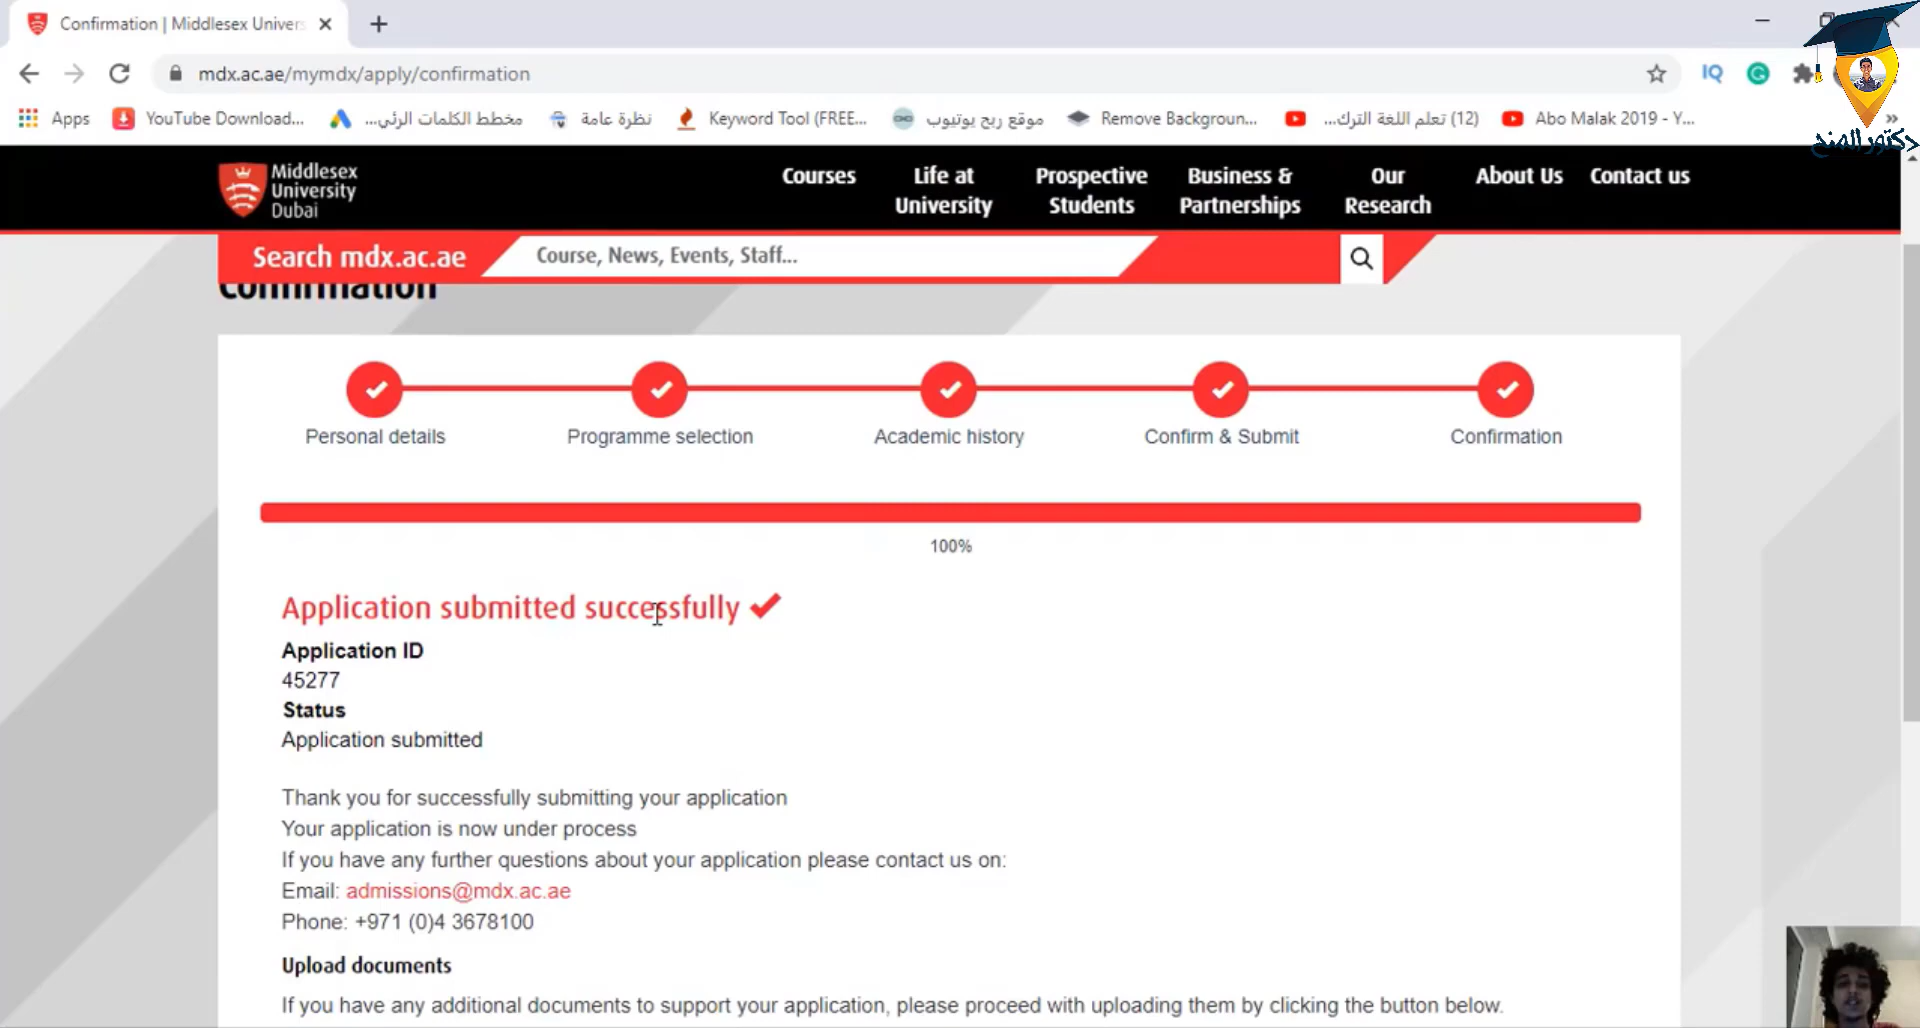 Confirmation | Middlesex Univers
mdx.ac.ae/mymdx/apply/confirmation
IQ
Apps
YouTube Download...
مخطط الكلمات الرئي...
نظرة عامة
Keyword Tool (FREE...
موقع ربح يوتيوب
Remove Backgroun...
(12) تعلم اللغة الترك...
Abo Malak 2019 - Y...
»
دكتور المنح
Middlesex
University
Dubai
Courses
Life at
University
Prospective
Students
Business &
Partnerships
Our
Research
About Us
Contact us
Search mdx.ac.ae
Course, News, Events, Staff...
Confirmation
Personal details
Programme selection
Academic history
Confirm & Submit
Confirmation
100%
Application submitted successfully
Application ID
45277
Status
Application submitted
Thank you for successfully submitting your application
Your application is now under process
If you have any further questions about your application please contact us on:
Email: admissions@mdx.ac.ae
Phone: +971 (0)4 3678100
Upload documents
If you have any additional documents to support your application, please proceed with uploading them by clicking the button below.